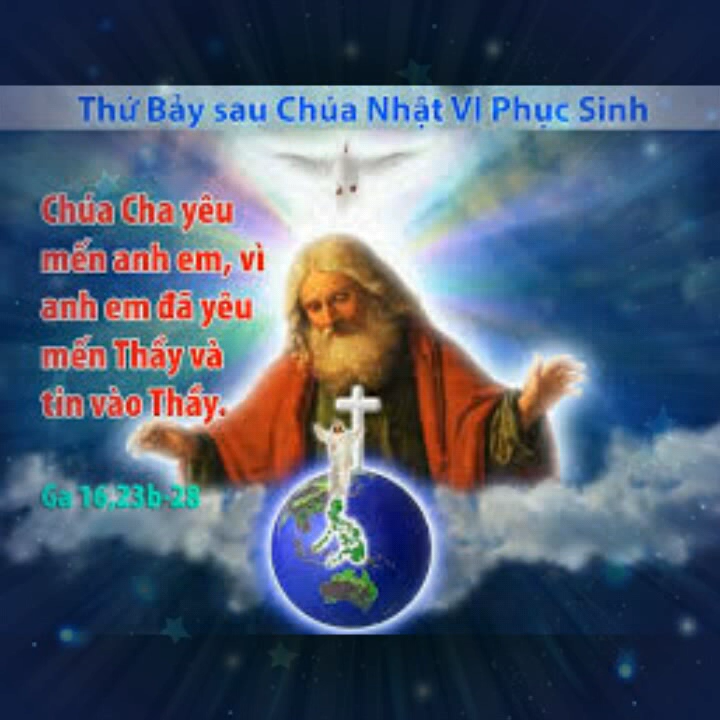 Thứ Bảy sau Chúa Nhật VI Phục Sinh
Chúa Cha yêu
mến anh em, vì
anh em đã yêu
mến Thầy và
tin vào Thầy.
Ga 16,23b-28